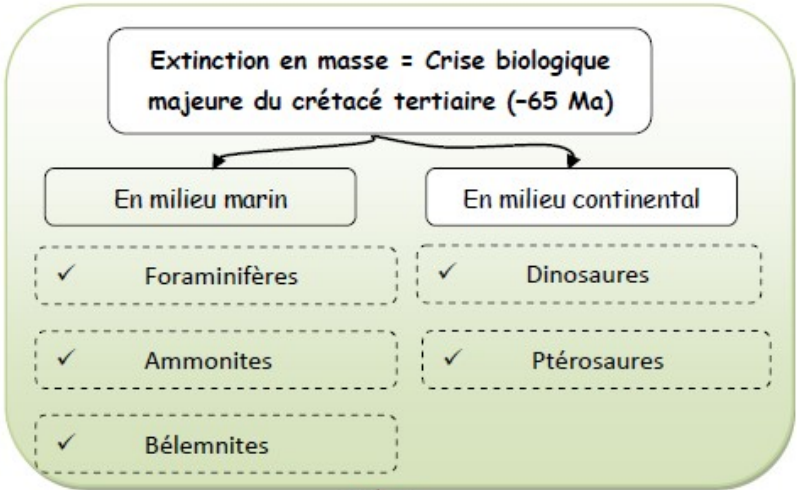 Extinction en masse = Crise biologique
majeure du crétacé tertiaire (–65 Ma)
En milieu marin
En milieu continental
✓ Foraminifères
✓ Dinosaures
✓ Ammonites
✓ Ptérosaures
✓ Bélemnites